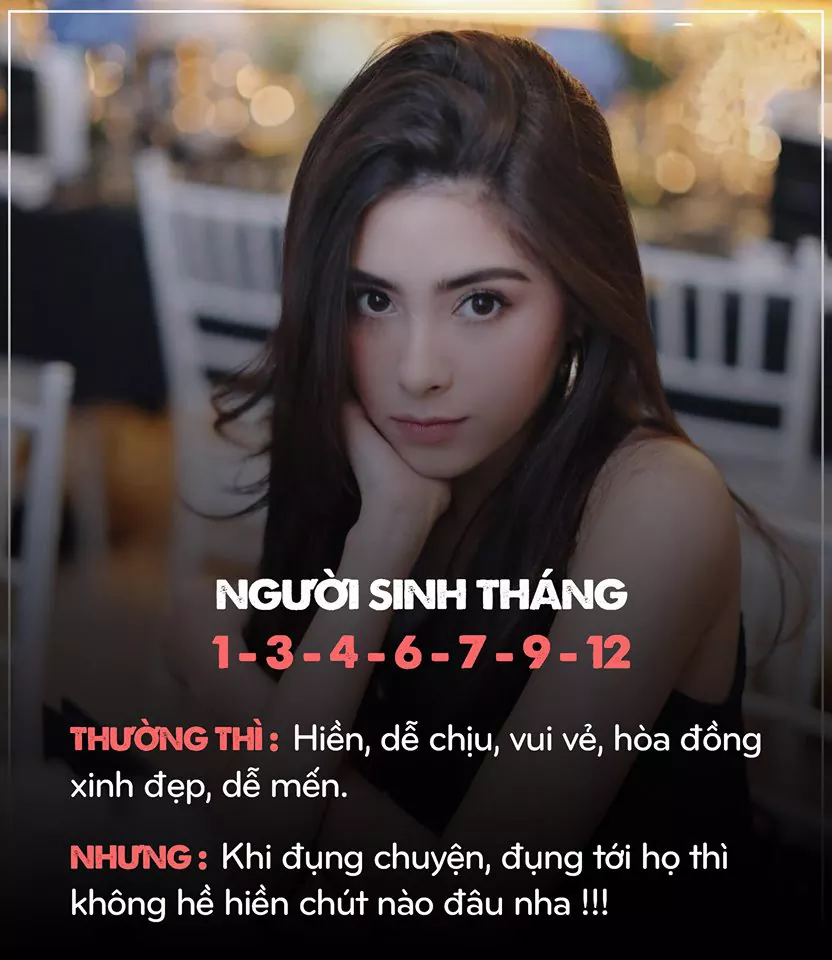 NGƯỜI SINH THÁNG
1 - 3 - 4 - 6 - 7 - 9 - 12
THƯỜNG THÌ : Hiền, dễ chịu, vui vẻ, hòa đồng
xinh đẹp, dễ mến.
NHƯNG : Khi đụng chuyện, đụng tới họ thì
không hề hiền chút nào đâu nha !!!